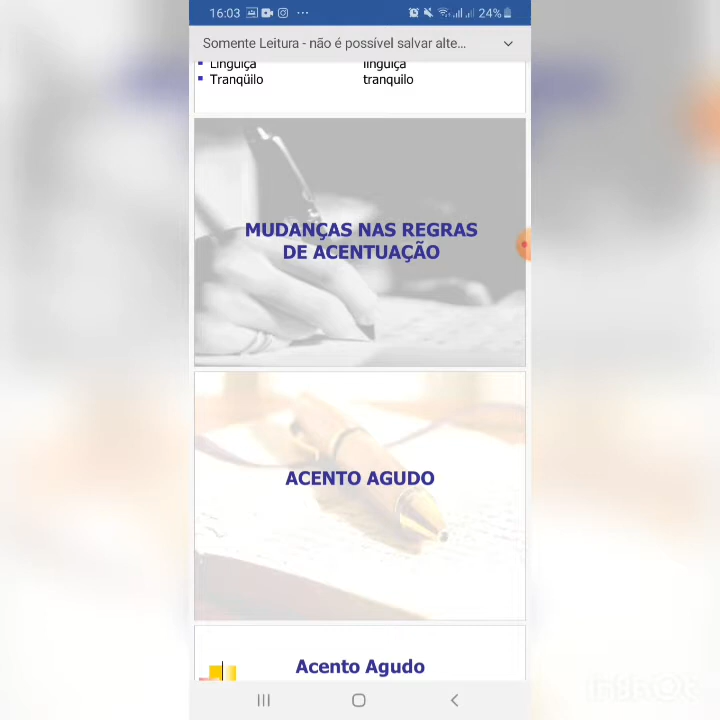 16:03
24%
Somente Leitura - não é possível salvar alte...
Linguiça linguiça
Tranqüilo tranquilo
MUDANÇAS NAS REGRAS
DE ACENTUAÇÃO
ACENTO AGUDO
Acento Agudo